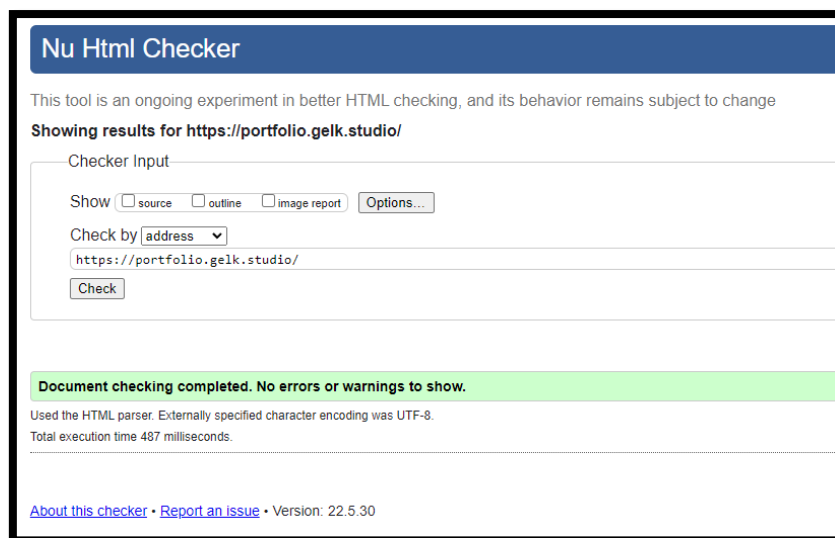 Nu Html Checker
This tool is an ongoing experiment in better HTML checking, and its behavior remains subject to change
Showing results for https://portfolio.gelk.studio/
Checker Input
Show source outline image report Options...
Check by address
https://portfolio.gelk.studio/
Check
Document checking completed. No errors or warnings to show.
Used the HTML parser. Externally specified character encoding was UTF-8.
Total execution time 487 milliseconds.
About this checker • Report an issue • Version: 22.5.30